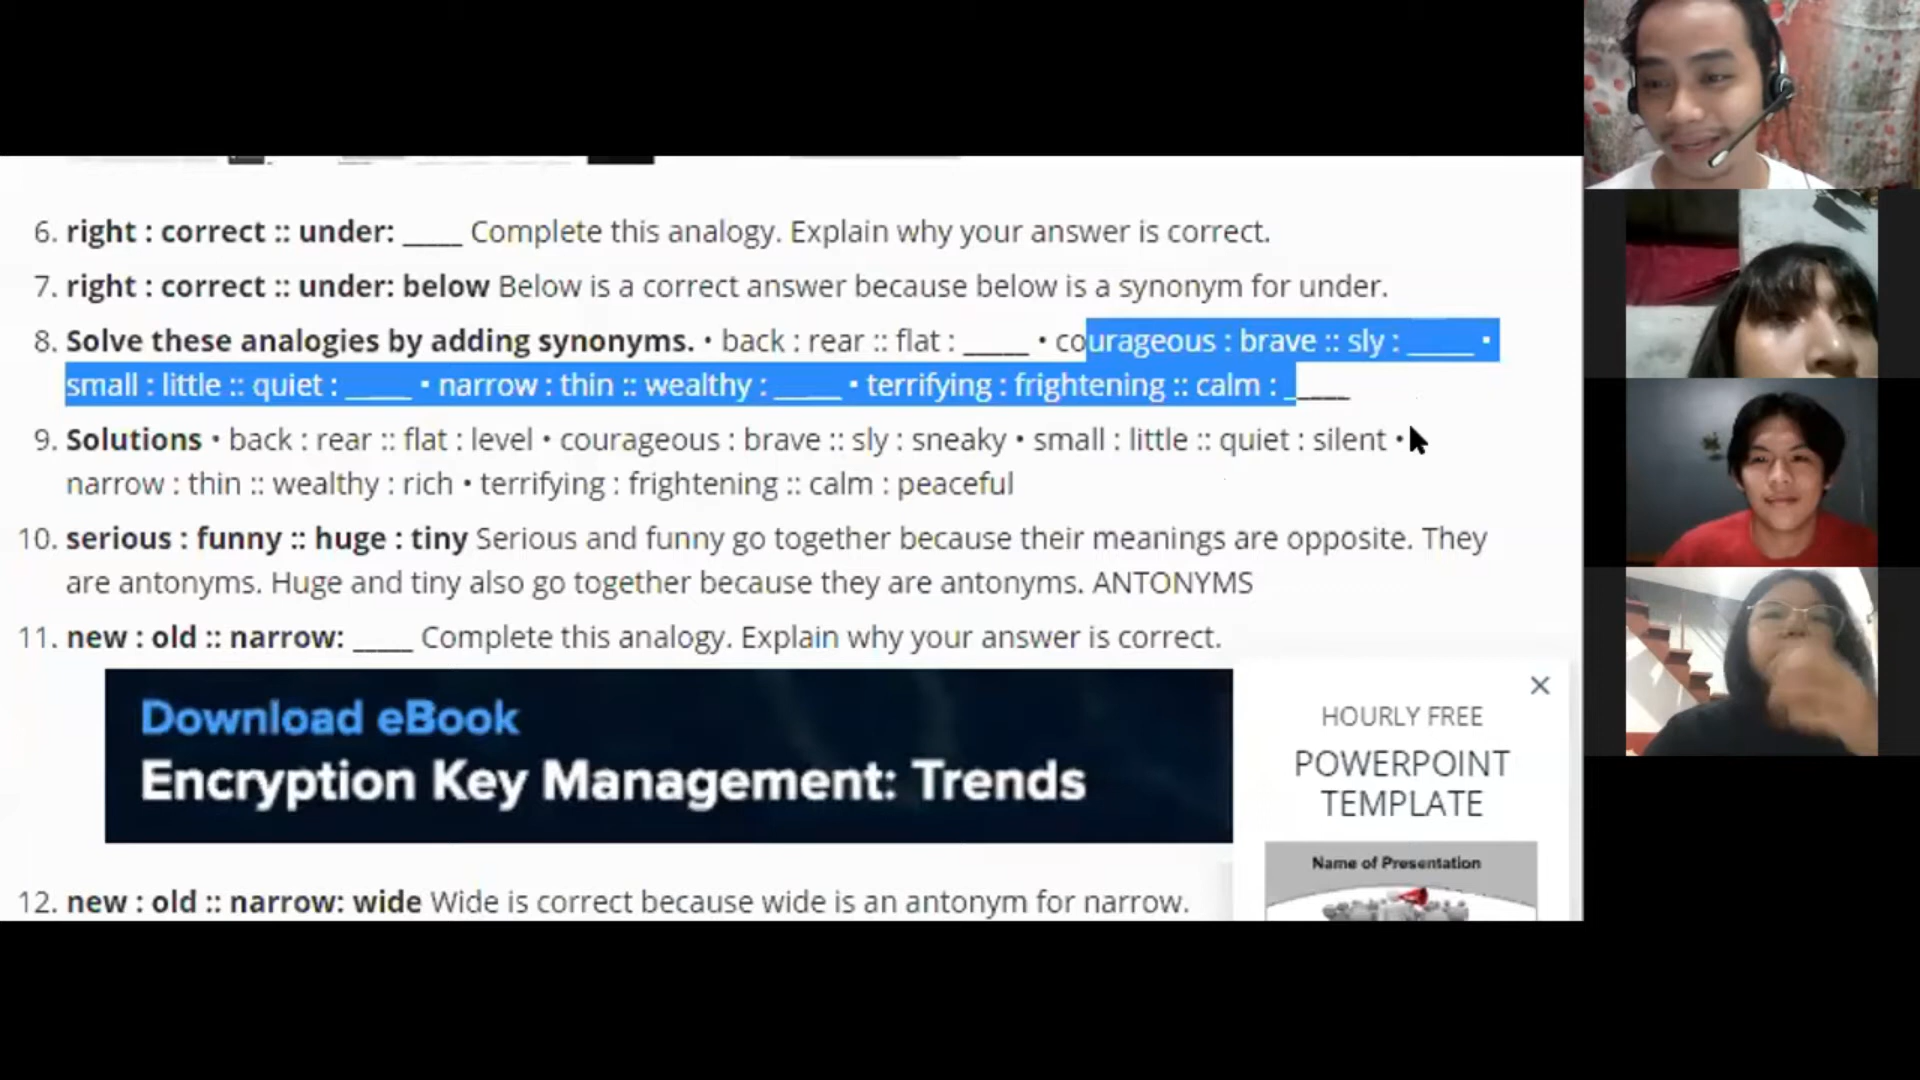 6. right : correct :: under: _____ Complete this analogy. Explain why your answer is correct.
7. right : correct :: under: below Below is a correct answer because below is a synonym for under.
8. Solve these analogies by adding synonyms. • back : rear :: flat : _____ • courageous : brave :: sly : _____ •
small : little :: quiet : _____ • narrow : thin :: wealthy : _____ • terrifying : frightening :: calm : _____
9. Solutions • back : rear :: flat : level • courageous : brave :: sly : sneaky • small : little :: quiet : silent •
narrow : thin :: wealthy : rich • terrifying : frightening :: calm : peaceful
10. serious : funny :: huge : tiny Serious and funny go together because their meanings are opposite. They
are antonyms. Huge and tiny also go together because they are antonyms. ANTONYMS
11. new : old :: narrow: _____ Complete this analogy. Explain why your answer is correct.
Download eBook
Encryption Key Management: Trends
HOURLY FREE
POWERPOINT
TEMPLATE
Name of Presentation
12. new : old :: narrow: wide Wide is correct because wide is an antonym for narrow.